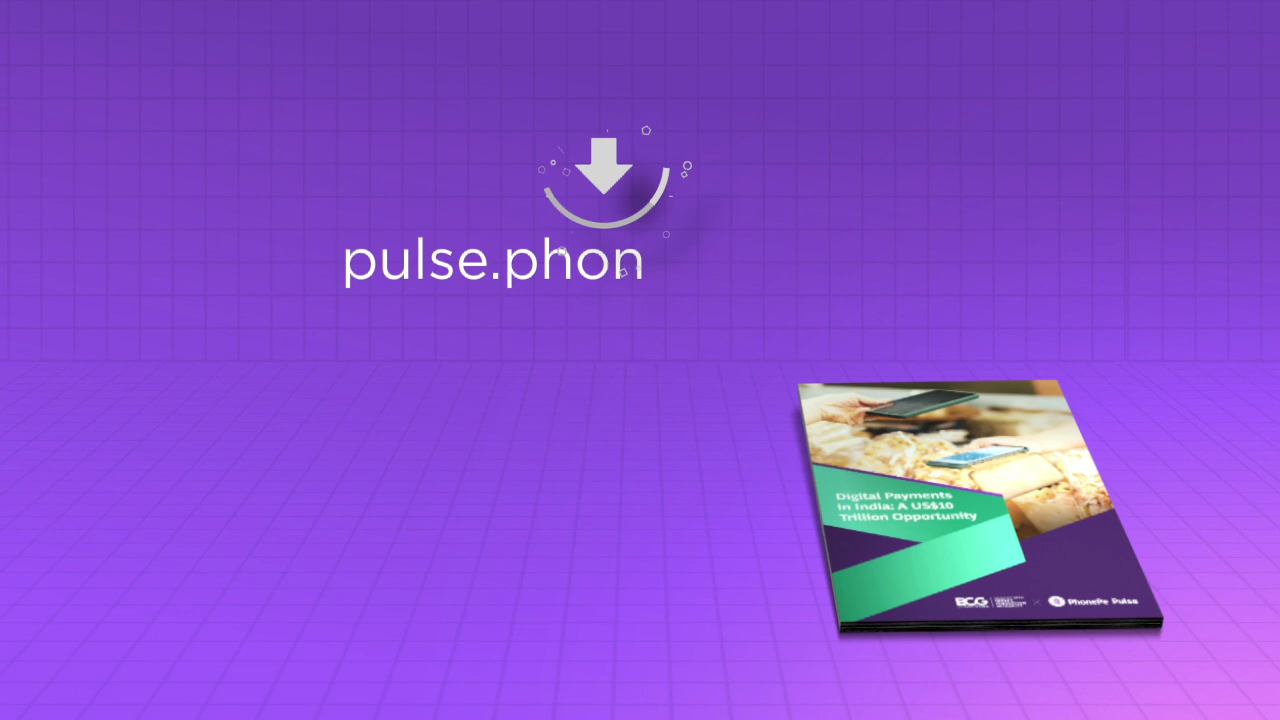 pulse.phon
Digital Payments
in India: A US$10
Trillion Opportunity
BCG
PhonePe Pulse